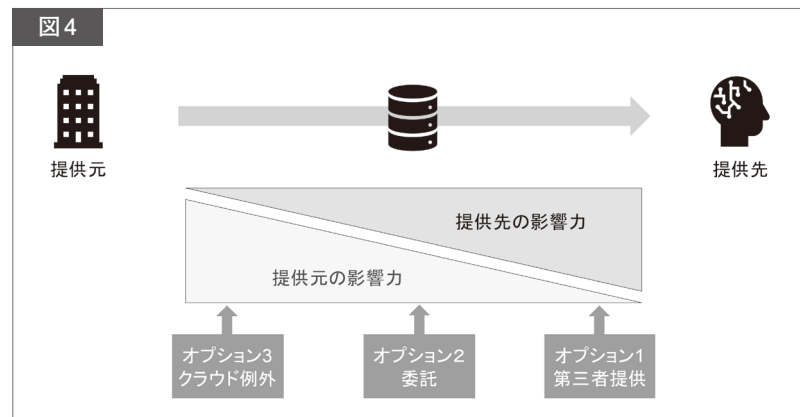 図4
提供元
提供先
提供先の影響力
提供元の影響力
オプション3
クラウド例外
オプション2
委託
オプション1
第三者提供